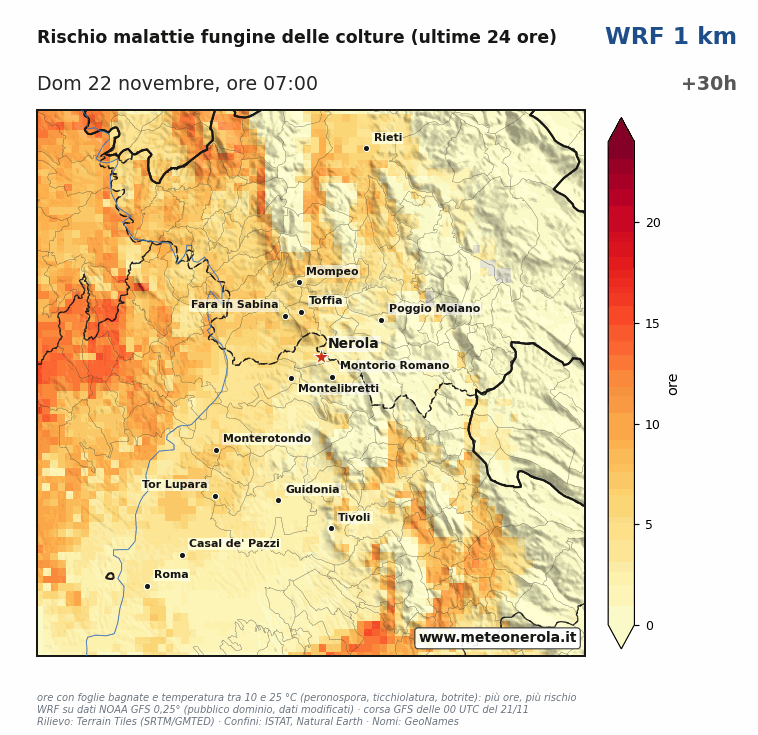 Rischio malattie fungine delle colture (ultime 24 ore)
WRF 1 km
Dom 22 novembre, ore 07:00
+30h
Rieti
Mompeo
Toffia
Fara in Sabina
Poggio Moiano
Nerola
Montorio Romano
Montelibretti
Monterotondo
Tor Lupara
Guidonia
Tivoli
Casal de' Pazzi
Roma
www.meteonerola.it
20
15
10
5
0
ore
ore con foglie bagnate e temperatura tra 10 e 25 °C (peronospora, ticchiolatura, botrite): più ore, più rischio
WRF su dati NOAA GFS 0,25° (pubblico dominio, dati modificati) · corsa GFS delle 00 UTC del 21/11
Rilievo: Terrain Tiles (SRTM/GMTED) · Confini: ISTAT, Natural Earth · Nomi: GeoNames